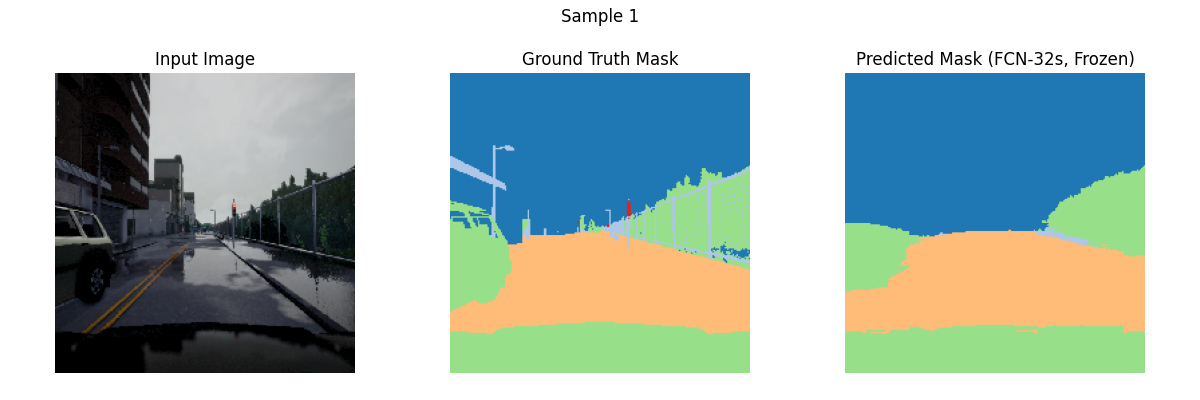 Sample 1
Input Image
Ground Truth Mask
Predicted Mask (FCN-32s, Frozen)